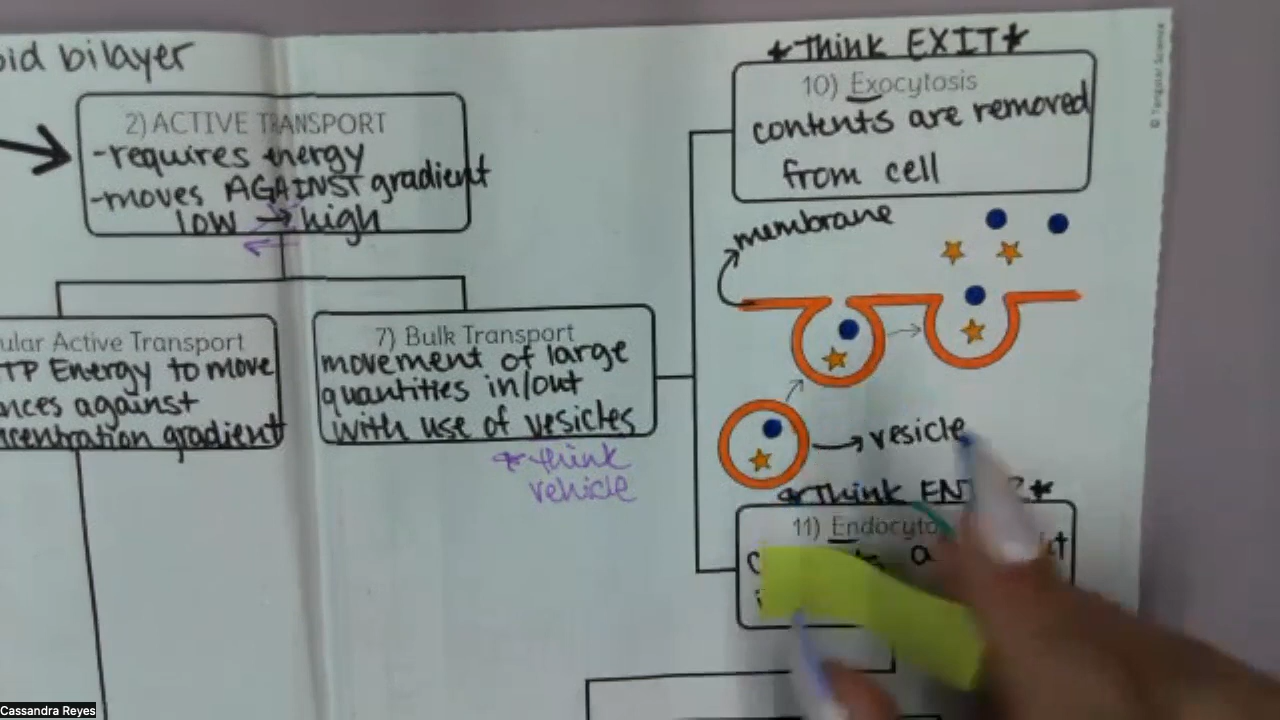 bilayer
2) ACTIVE TRANSPORT
-requires energy
-moves AGAINST gradient
low → high
Active Transport
Energy to move
against
gradient
7) Bulk Transport
movement of large
quantities in/out
with use of vesicles
*think
vehicle
*Think EXIT*
10) Exocytosis
contents are removed
from cell
membrane
vesicle
*Think
11)
© Tangstar Science
Cassandra Reyes